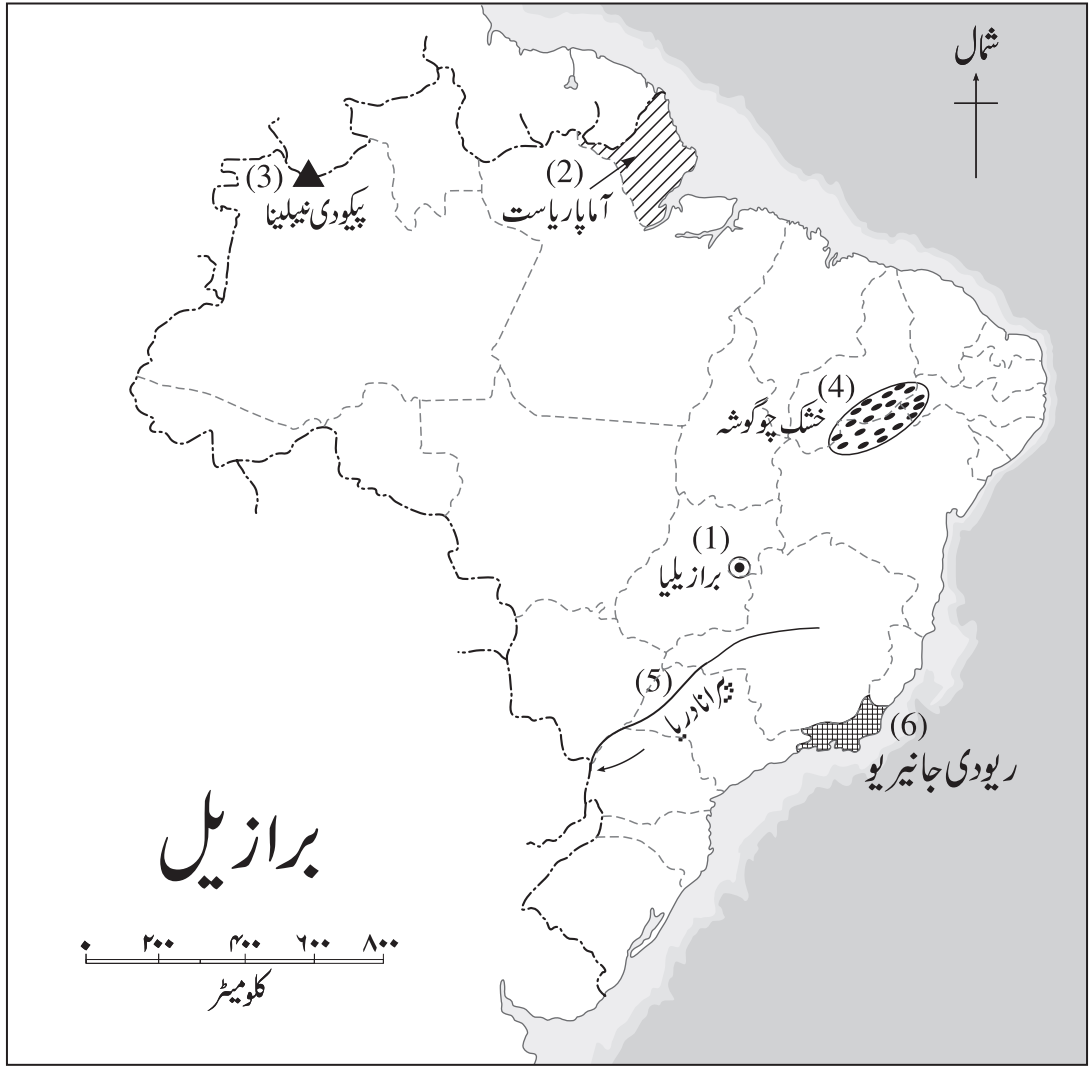 شمال
(3)
پیکودی نیبلینا
(2)
آماپا ریاست
(4)
خشک چوگوشہ
(1)
برازیلیا
(5)
پیرانا دریا
(6)
ریودی جانیریو
برازیل
۰ ۲۰۰ ۴۰۰ ۶۰۰ ۸۰۰
کلومیٹر